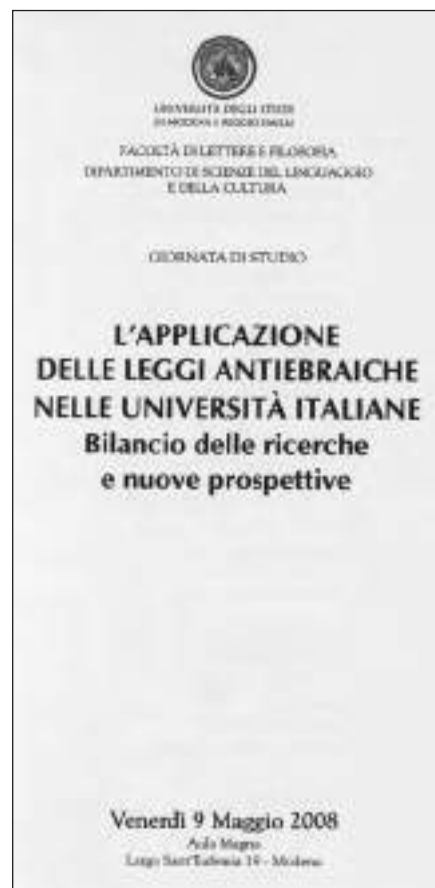 UNIVERSITÀ DEGLI STUDI
DI MODENA E REGGIO EMILIA
FACOLTÀ DI LETTERE E FILOSOFIA
DIPARTIMENTO DI SCIENZE DEL LINGUAGGIO
E DELLA CULTURA
GIORNATA DI STUDIO
L'APPLICAZIONE
DELLE LEGGI ANTIEBRAICHE
NELLE UNIVERSITÀ ITALIANE
Bilancio delle ricerche
e nuove prospettive
Venerdì 9 Maggio 2008
Aula Magna
Largo Sant'Eufemia 19 - Modena